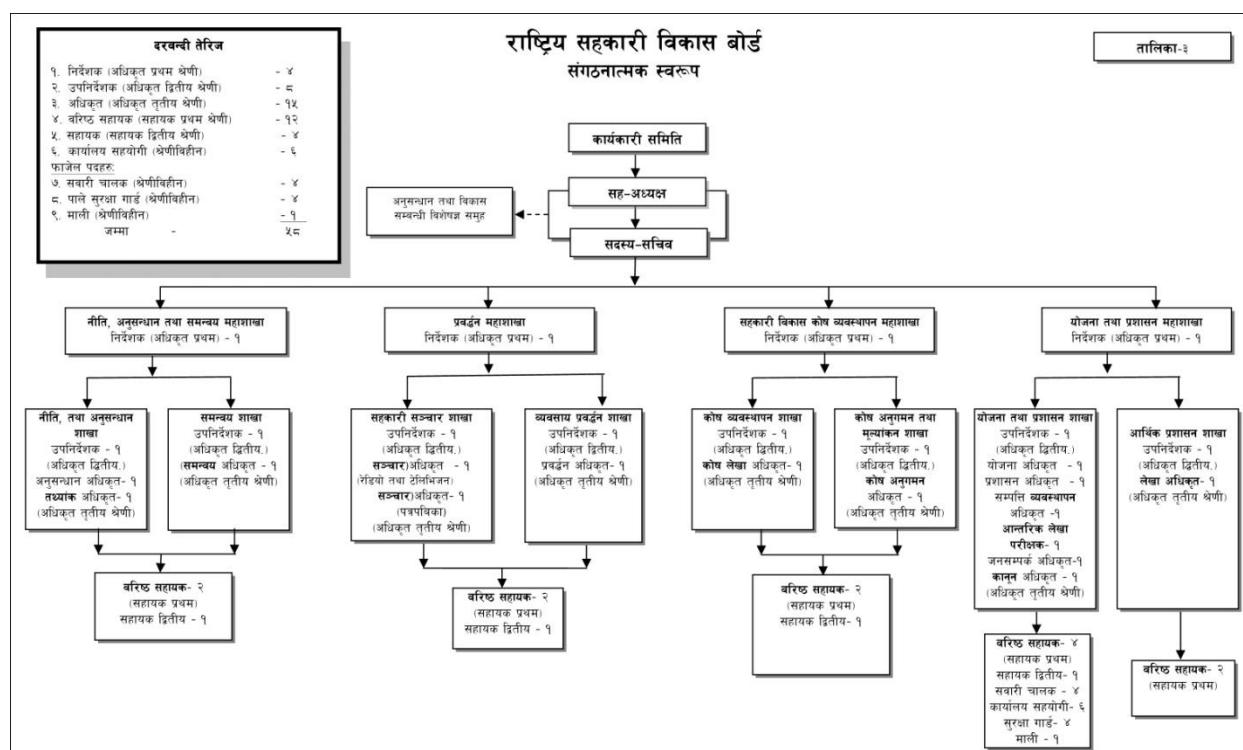 दरबन्दी तेरिज
१. निर्देशक (अधिकृत प्रथम श्रेणी) - ४
२. उपनिर्देशक (अधिकृत द्वितीय श्रेणी) - ८
३. अधिकृत (अधिकृत तृतीय श्रेणी) - १५
४. वरिष्ठ सहायक (सहायक प्रथम श्रेणी) - १२
५. सहायक (सहायक द्वितीय श्रेणी) - ४
६. कार्यालय सहयोगी (श्रेणीविहीन) - ६
फाजेल पदहरु:
७. सवारी चालक (श्रेणीविहीन) - ४
८. पाले सुरक्षा गार्ड (श्रेणीविहीन) - ४
९. माली (श्रेणीविहीन) - १
जम्मा - ५८
राष्ट्रिय सहकारी विकास बोर्ड
संगठनात्मक स्वरूप
तालिका-३
कार्यकारी समिति
सह-अध्यक्ष
अनुसन्धान तथा विकास
सम्बन्धी विशेषज्ञ समुह
सदस्य-सचिव
नीति, अनुसन्धान तथा समन्वय महाशाखा
निर्देशक (अधिकृत प्रथम) - १
प्रवर्द्धन महाशाखा
निर्देशक (अधिकृत प्रथम) - १
सहकारी विकास कोष व्यवस्थापन महाशाखा
निर्देशक (अधिकृत प्रथम) - १
योजना तथा प्रशासन महाशाखा
निर्देशक (अधिकृत प्रथम) - १
नीति, तथा अनुसन्धान
शाखा
उपनिर्देशक - १
(अधिकृत द्वितीय.)
अनुसन्धान अधिकृत- १
तथ्यांक अधिकृत- १
(अधिकृत तृतीय श्रेणी)
समन्वय शाखा
उपनिर्देशक - १
(अधिकृत द्वितीय.)
(समन्वय अधिकृत - १
(अधिकृत तृतीय श्रेणी)
सहकारी सञ्चार शाखा
उपनिर्देशक - १
(अधिकृत द्वितीय.)
सञ्चार)अधिकृत - १
(रेडियो तथा टेलिभिजन)
सञ्चार)अधिकृत- १
(पत्रपत्रिका)
(अधिकृत तृतीय श्रेणी)
व्यवसाय प्रवर्द्धन शाखा
उपनिर्देशक - १
(अधिकृत द्वितीय.)
प्रवर्द्धन अधिकृत- १
(अधिकृत तृतीय श्रेणी)
कोष व्यवस्थापन शाखा
उपनिर्देशक - १
(अधिकृत द्वितीय.)
कोष लेखा अधिकृत- १
(अधिकृत तृतीय श्रेणी)
कोष अनुगमन तथा
मूल्यांकन शाखा
उपनिर्देशक - १
(अधिकृत द्वितीय.)
कोष अनुगमन
अधिकृत - १
(अधिकृत तृतीय श्रेणी)
योजना तथा प्रशासन शाखा
उपनिर्देशक - १
(अधिकृत द्वितीय.)
योजना अधिकृत - १
प्रशासन अधिकृत - १
सम्पत्ति व्यवस्थापन
अधिकृत -१
आन्तरिक लेखा
परीक्षक- १
जनसम्पर्क अधिकृत-१
कानून अधिकृत - १
(अधिकृत तृतीय श्रेणी)
आर्थिक प्रशासन शाखा
उपनिर्देशक - १
(अधिकृत द्वितीय.)
लेखा अधिकृत- १
(अधिकृत तृतीय श्रेणी)
वरिष्ठ सहायक- २
(सहायक प्रथम)
सहायक द्वितीय - १
वरिष्ठ सहायक- २
(सहायक प्रथम)
सहायक द्वितीय - १
वरिष्ठ सहायक- २
(सहायक प्रथम)
सहायक द्वितीय- १
वरिष्ठ सहायक- ४
(सहायक प्रथम)
सहायक द्वितीय- १
सवारी चालक - ४
कार्यालय सहयोगी- ६
सुरक्षा गार्ड- ४
माली - १
वरिष्ठ सहायक- २
(सहायक प्रथम)